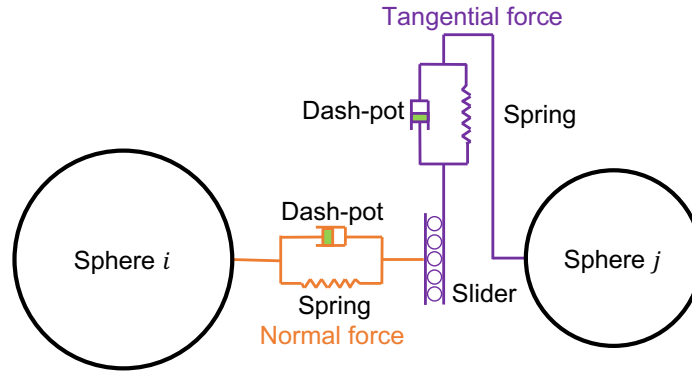 Tangential force
Dash-pot
Spring
Dash-pot
Sphere i
Sphere j
Slider
Spring
Normal force